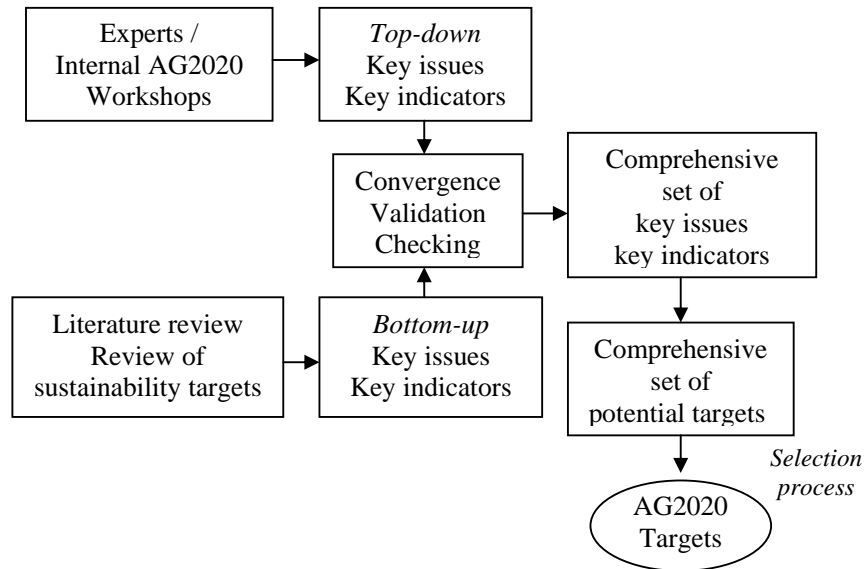 Experts /
Internal AG2020
Workshops
Top-down
Key issues
Key indicators
Convergence
Validation
Checking
Comprehensive
set of
key issues
key indicators
Literature review
Review of
sustainability targets
Bottom-up
Key issues
Key indicators
Comprehensive
set of
potential targets
Selection
process
AG2020
Targets